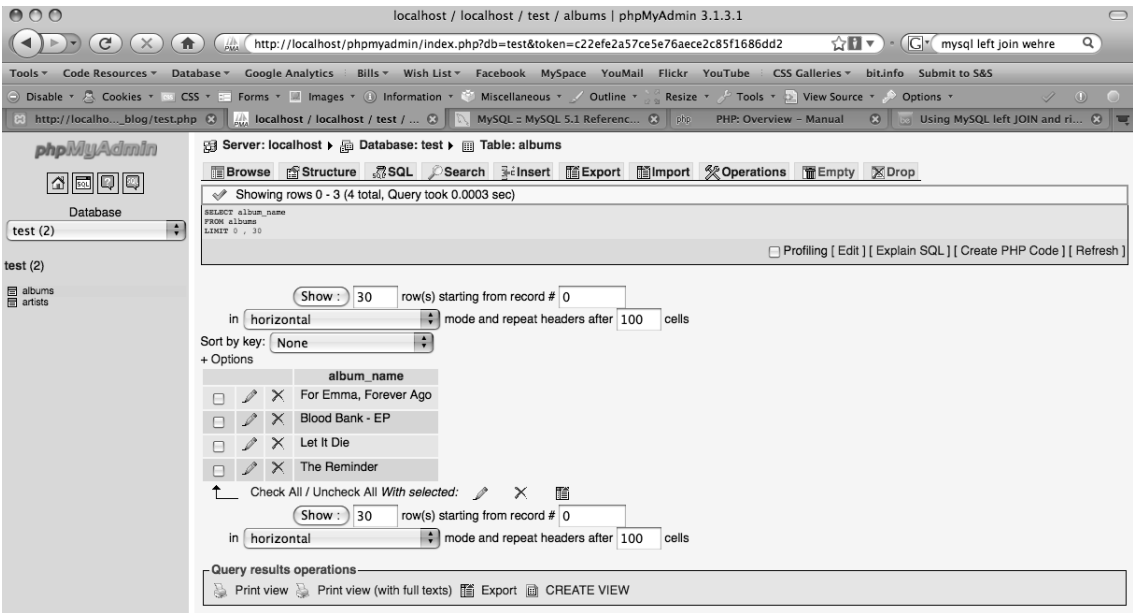 localhost / localhost / test / albums | phpMyAdmin 3.1.3.1
http://localhost/phpmyadmin/index.php?db=test&token=c22efe2a57ce5e76aece2c85f1686dd2
mysql left join wehre
Tools Code Resources Database Google Analytics Bills Wish List Facebook MySpace YouMail Flickr YouTube CSS Galleries bit.info Submit to S&S
Disable Cookies CSS Forms Images Information Miscellaneous Outline Resize Tools View Source Options
http://localho..._blog/test.php localhost / localhost / test / ... MySQL :: MySQL 5.1 Referenc... php PHP: Overview - Manual Using MySQL left JOIN and ri...
phpMyAdmin
Database
test (2)
test (2)
albums
artists
Server: localhost Database: test Table: albums
Browse Structure SQL Search Insert Export Import Operations Empty Drop
Showing rows 0 - 3 (4 total, Query took 0.0003 sec)
SELECT album_name
FROM albums
LIMIT 0 , 30
Profiling [ Edit ] [ Explain SQL ] [ Create PHP Code ] [ Refresh ]
Show : 30 row(s) starting from record # 0
in horizontal mode and repeat headers after 100 cells
Sort by key: None
+ Options
album_name
For Emma, Forever Ago
Blood Bank - EP
Let It Die
The Reminder
Check All / Uncheck All With selected:
Show : 30 row(s) starting from record # 0
in horizontal mode and repeat headers after 100 cells
Query results operations
Print view Print view (with full texts) Export CREATE VIEW